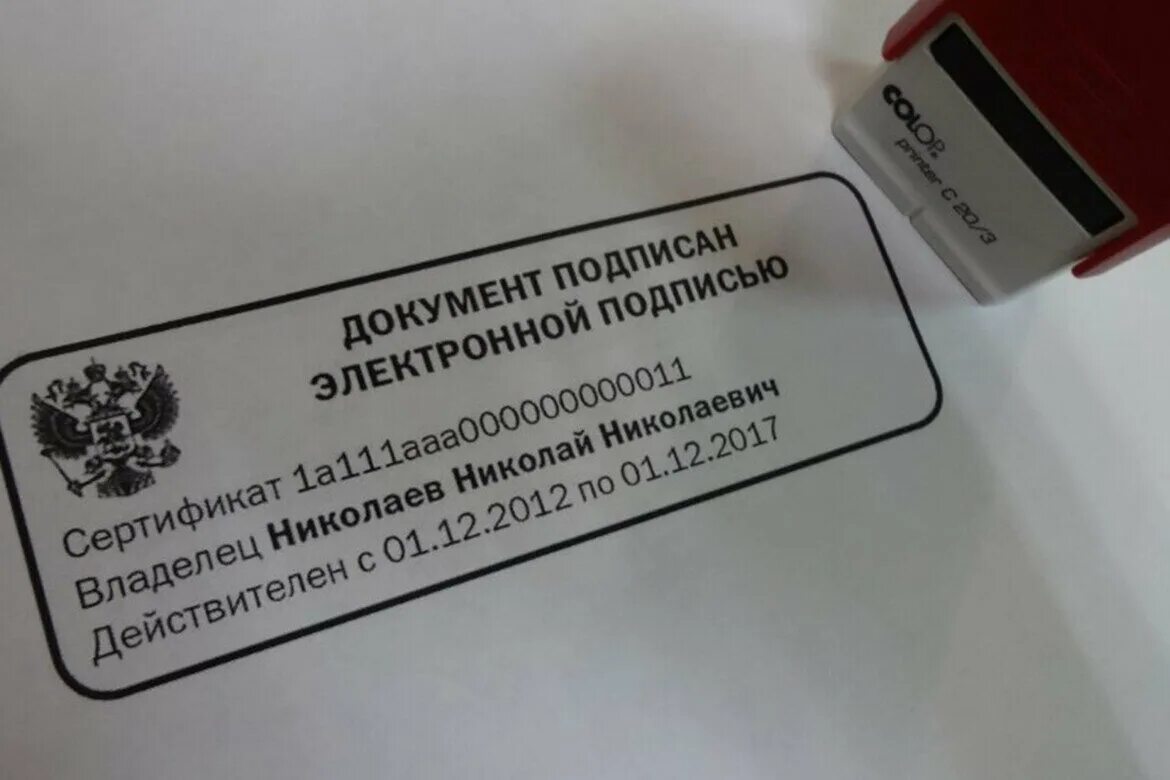 COLOP
printer C 20/3
ДОКУМЕНТ ПОДПИСАН
ЭЛЕКТРОННОЙ ПОДПИСЬЮ
Сертификат 1a111aaa000000000011
Владелец Николаев Николай Николаевич
Действителен с 01.12.2012 по 01.12.2017